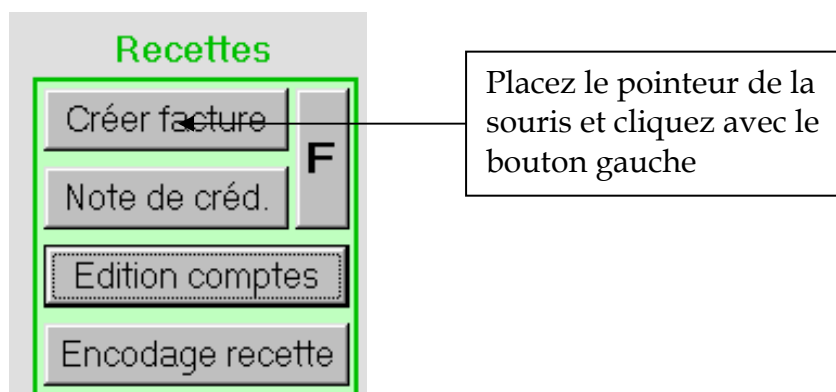 Recettes
Créer facture
F
Note de créd.
Edition comptes
Encodage recette
Placez le pointeur de la
souris et cliquez avec le
bouton gauche